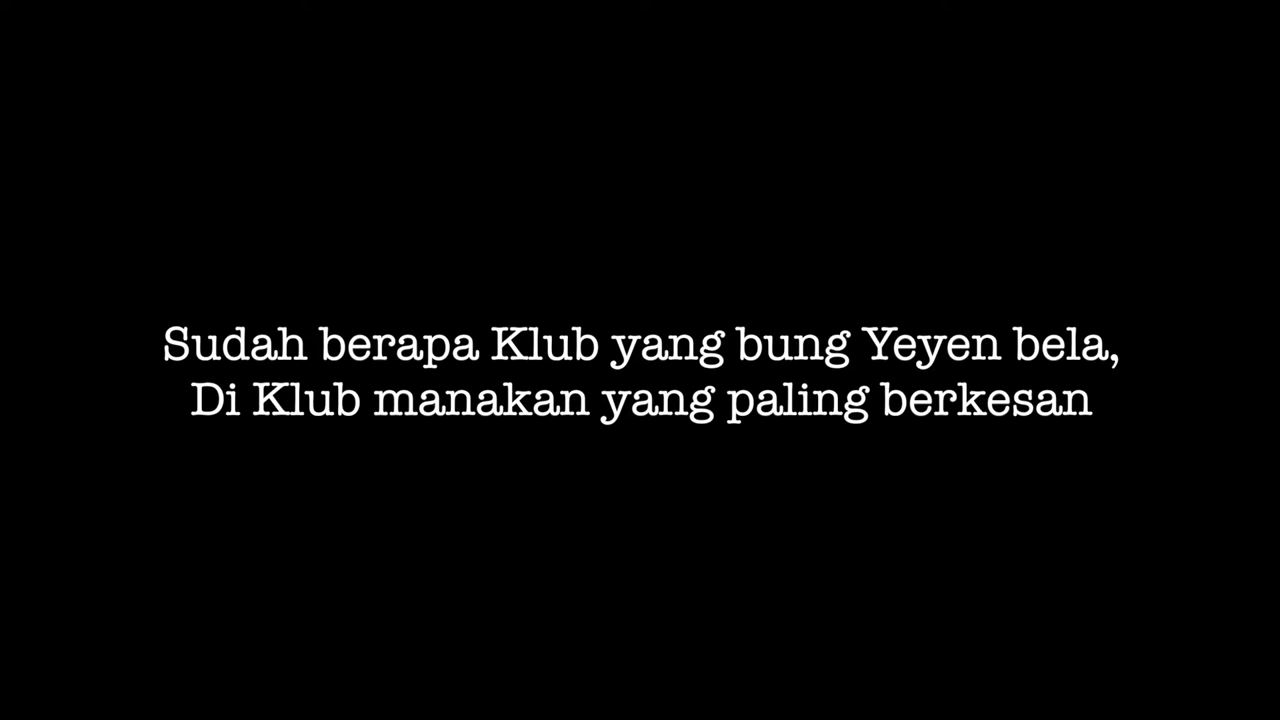 Sudah berapa Klub yang bung Yeyen bela,
Di Klub manakan yang paling berkesan